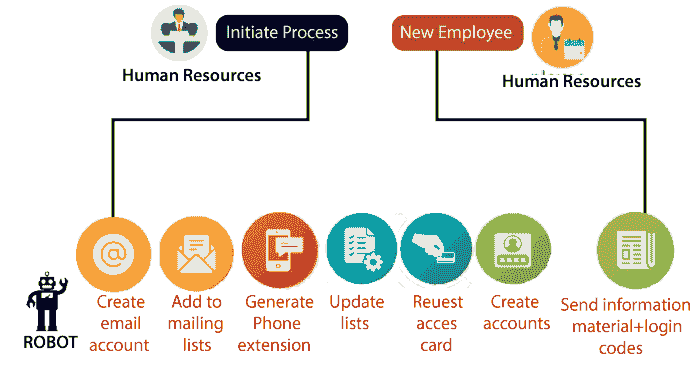 Initiate Process
New Employee
Human Resources
Human Resources
ROBOT
Create
email
account
Add to
mailing
lists
Generate
Phone
extension
Update
lists
Reuest
acces
card
Create
accounts
Send information
material+login
codes